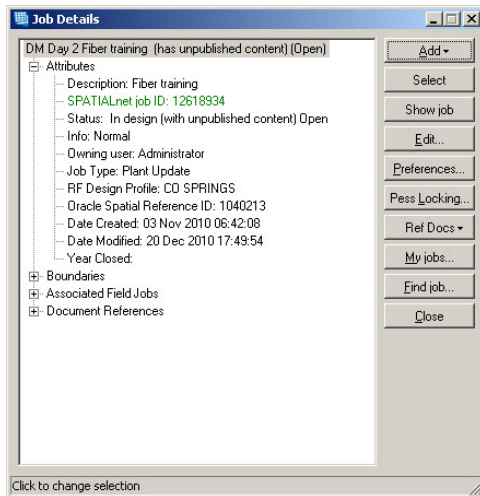 Job Details
DM Day 2 Fiber training (has unpublished content) (Open)
Attributes
Description: Fiber training
SPATIALnet job ID: 12618934
Status: In design (with unpublished content) Open
Info: Normal
Owning user: Administrator
Job Type: Plant Update
RF Design Profile: CO SPRINGS
Oracle Spatial Reference ID: 1040213
Date Created: 03 Nov 2010 06:42:08
Date Modified: 20 Dec 2010 17:49:54
Year Closed:
Boundaries
Associated Field Jobs
Document References
Add
Select
Show job
Edit...
Preferences...
Pess Locking...
Ref Docs
My jobs...
Find job...
Close
Click to change selection